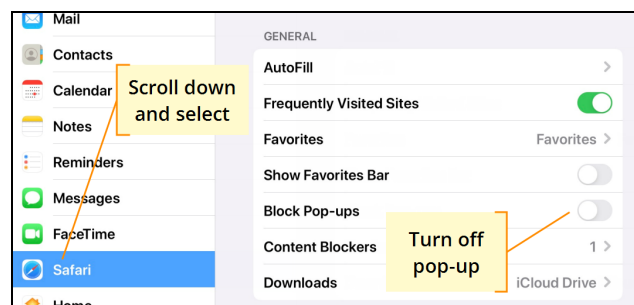 Mail
Contacts
Calendar
Notes
Reminders
Messages
FaceTime
Safari
Home
Scroll down
and select
GENERAL
AutoFill
Frequently Visited Sites
Favorites
Favorites
Show Favorites Bar
Block Pop-ups
Content Blockers
1
Downloads
iCloud Drive
Turn off
pop-up